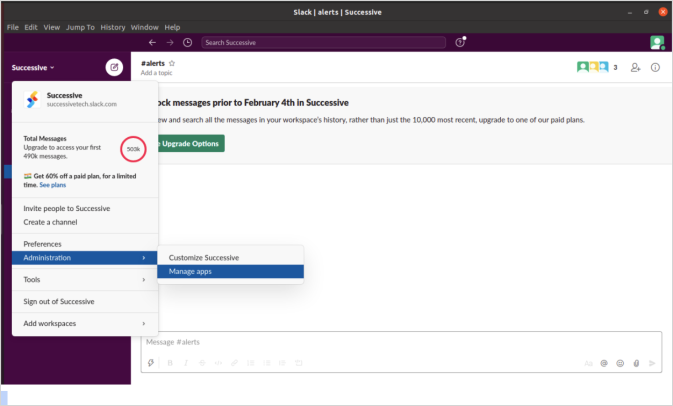 Slack | alerts | Successive
File Edit View Jump To History Window Help
Search Successive
Successive
#alerts
Add a topic
3
Successive
successivetech.slack.com
ock messages prior to February 4th in Successive
ew and search all the messages in your workspace's history, rather than just the 10,000 most recent, upgrade to one of our paid plans.
Upgrade Options
Total Messages
Upgrade to access your first
490k messages.
503k
Get 60% off a paid plan, for a limited
time. See plans
Invite people to Successive
Create a channel
Preferences
Administration
Customize Successive
Manage apps
Tools
Sign out of Successive
Add workspaces
Message #alerts